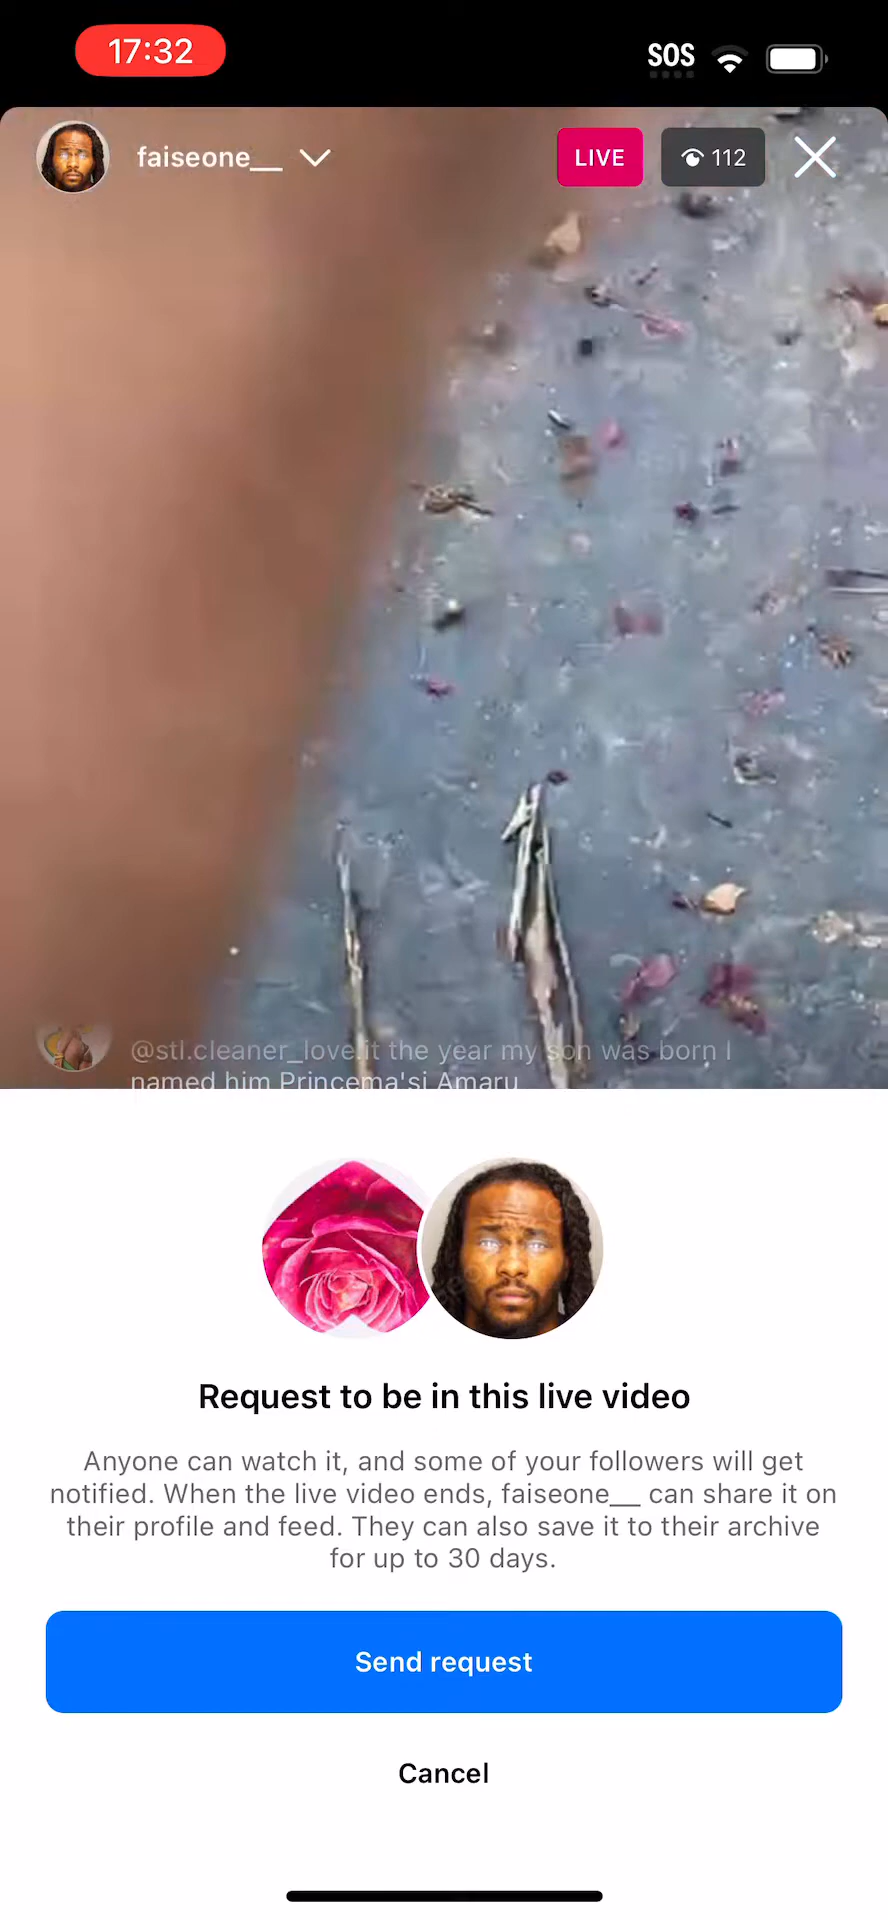 17:32
SOS
faiseone__
LIVE
112
@stl.cleaner_love.it the year my son was born I
named him Princema'si Amaru
Request to be in this live video
Anyone can watch it, and some of your followers will get
notified. When the live video ends, faiseone__ can share it on
their profile and feed. They can also save it to their archive
for up to 30 days.
Send request
Cancel